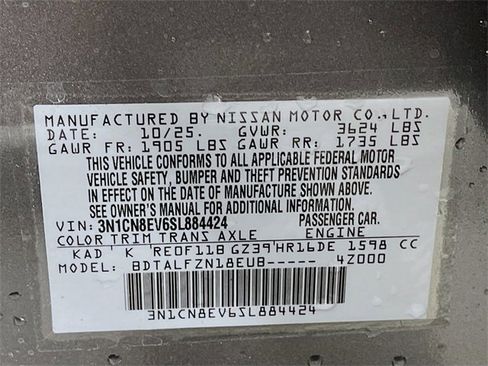 MANUFACTURED BY NISSAN MOTOR CO., LTD.
DATE: 10/25. GVWR: 3624 LBS
GAWR FR: 1905 LBS GAWR RR: 1735 LBS
THIS VEHICLE CONFORMS TO ALL APPLICABLE FEDERAL MOTOR
VEHICLE SAFETY, BUMPER AND THEFT PREVENTION STANDARDS
IN EFFECT ON THE DATE OF MANUFACTURE SHOWN ABOVE.
SEE OWNER'S MANUAL FOR ADDITIONAL INFORMATION.
VIN: 3N1CN8EV6SL884424 PASSENGER CAR.
COLOR TRIM TRANS AXLE ENGINE
KAD ' K ' RE0F11B GZ39'HR16DE 1598 CC
MODEL: BDTALFZN18EUB----- 4Z000
3N1CN8EV6SL884424